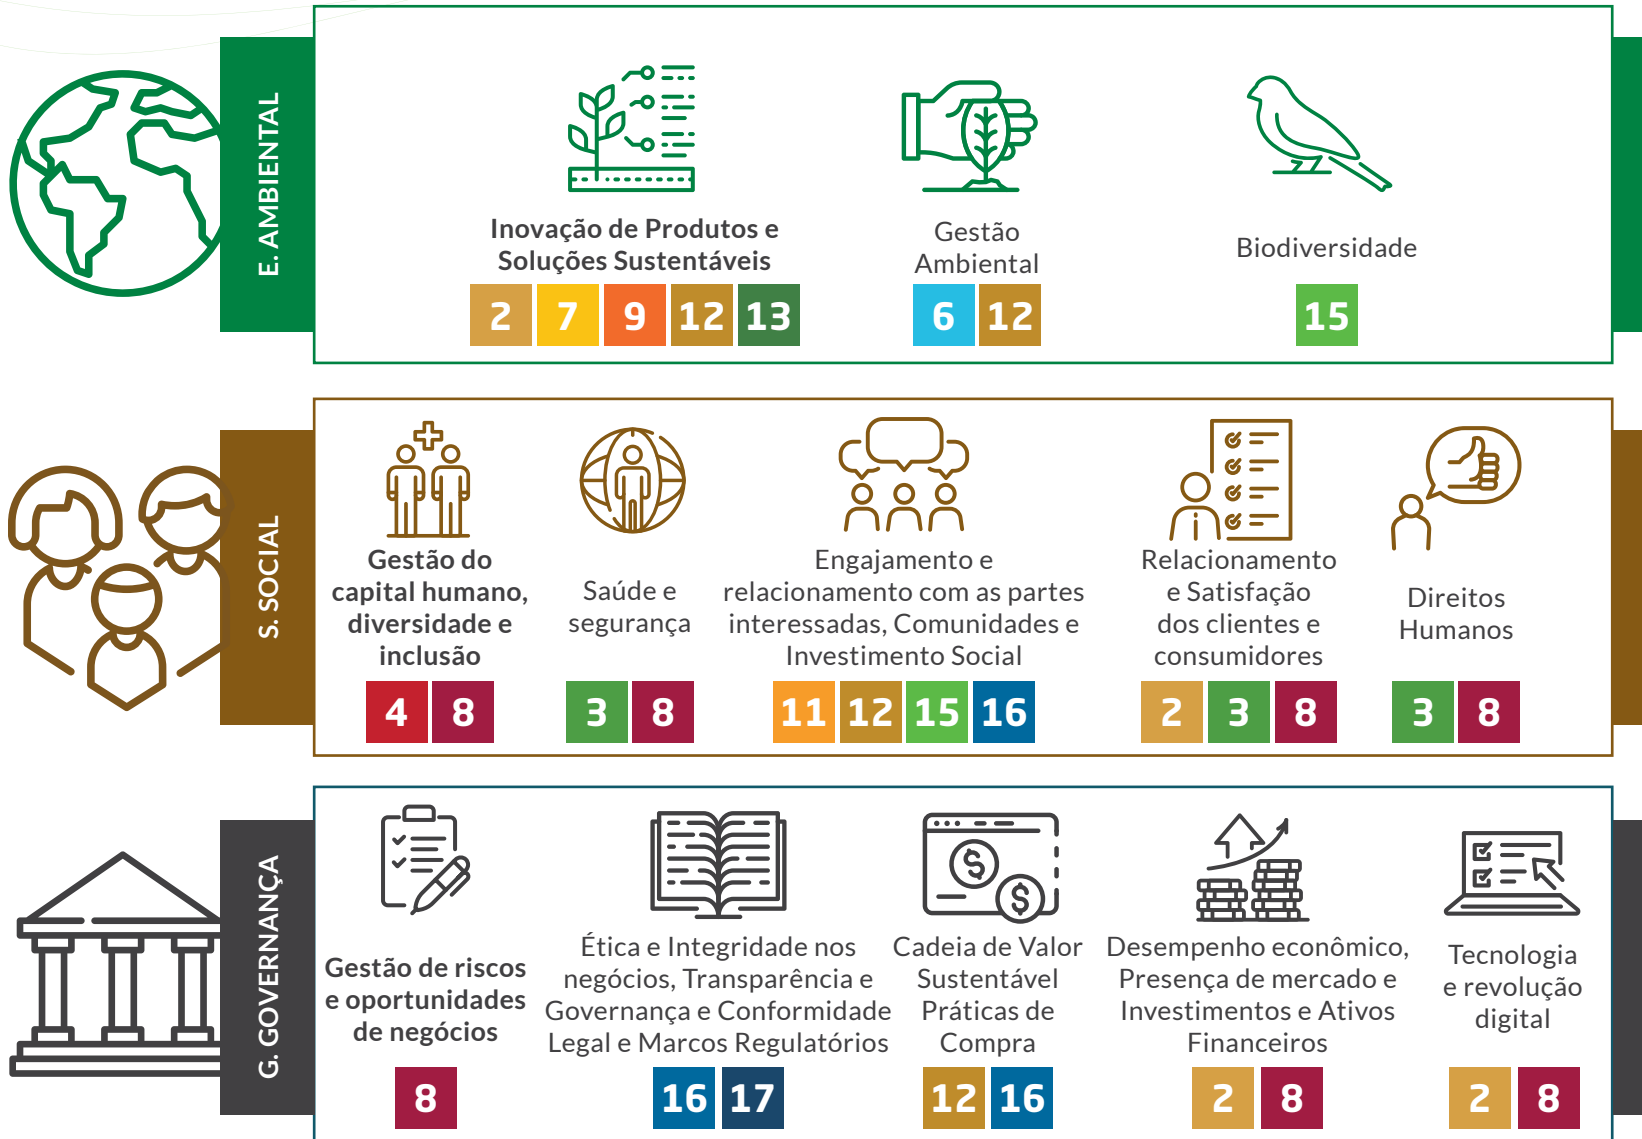 E. AMBIENTAL
Inovação de Produtos e
Soluções Sustentáveis
2 7 9 12 13
Gestão
Ambiental
6 12
Biodiversidade
15
S. SOCIAL
Gestão do
capital humano,
diversidade e
inclusão
4 8
Saúde e
segurança
3 8
Engajamento e
relacionamento com as partes
interessadas, Comunidades e
Investimento Social
11 12 15 16
Relacionamento
e Satisfação
dos clientes e
consumidores
2 3 8
Direitos
Humanos
3 8
G. GOVERNANÇA
Gestão de riscos
e oportunidades
de negócios
8
Ética e Integridade nos
negócios, Transparência e
Governança e Conformidade
Legal e Marcos Regulatórios
16 17
$
$
Cadeia de Valor
Sustentável
Práticas de
Compra
12 16
Desempenho econômico,
Presença de mercado e
Investimentos e Ativos
Financeiros
2 8
Tecnologia
e revolução
digital
2 8